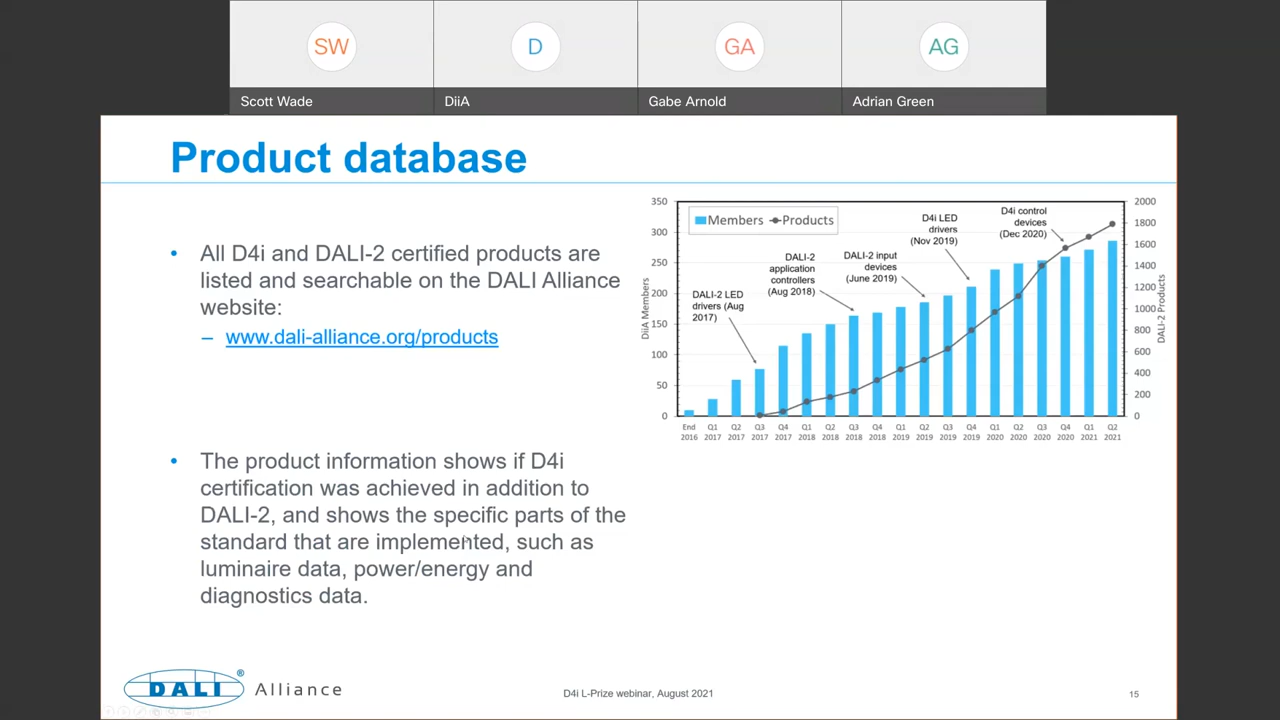 SW
D
GA
AG
Scott Wade
DiiA
Gabe Arnold
Adrian Green
Product database
• All D4i and DALI-2 certified products are
listed and searchable on the DALI Alliance
website:
– www.dali-alliance.org/products
• The product information shows if D4i
certification was achieved in addition to
DALI-2, and shows the specific parts of the
standard that are implemented, such as
luminaire data, power/energy and
diagnostics data.
Members Products
DiiA Members
350
300
250
200
150
100
50
0
DALI-2 LED
drivers (Aug
2017)
DALI-2
application
controllers
(Aug 2018)
DALI-2 input
devices
(June 2019)
D4i LED
drivers
(Nov 2019)
D4i control
devices
(Dec 2020)
2000
1800
1600
1400
1200
1000
800
600
400
200
0
DALI-2 Products
End Q1 Q2 Q3 Q4 Q1 Q2 Q3 Q4 Q1 Q2 Q3 Q4 Q1 Q2 Q3 Q4 Q1 Q2
2016 2017 2017 2017 2017 2018 2018 2018 2018 2019 2019 2019 2019 2020 2020 2020 2020 2021 2021
DALI ® Alliance
D4i L-Prize webinar, August 2021
15